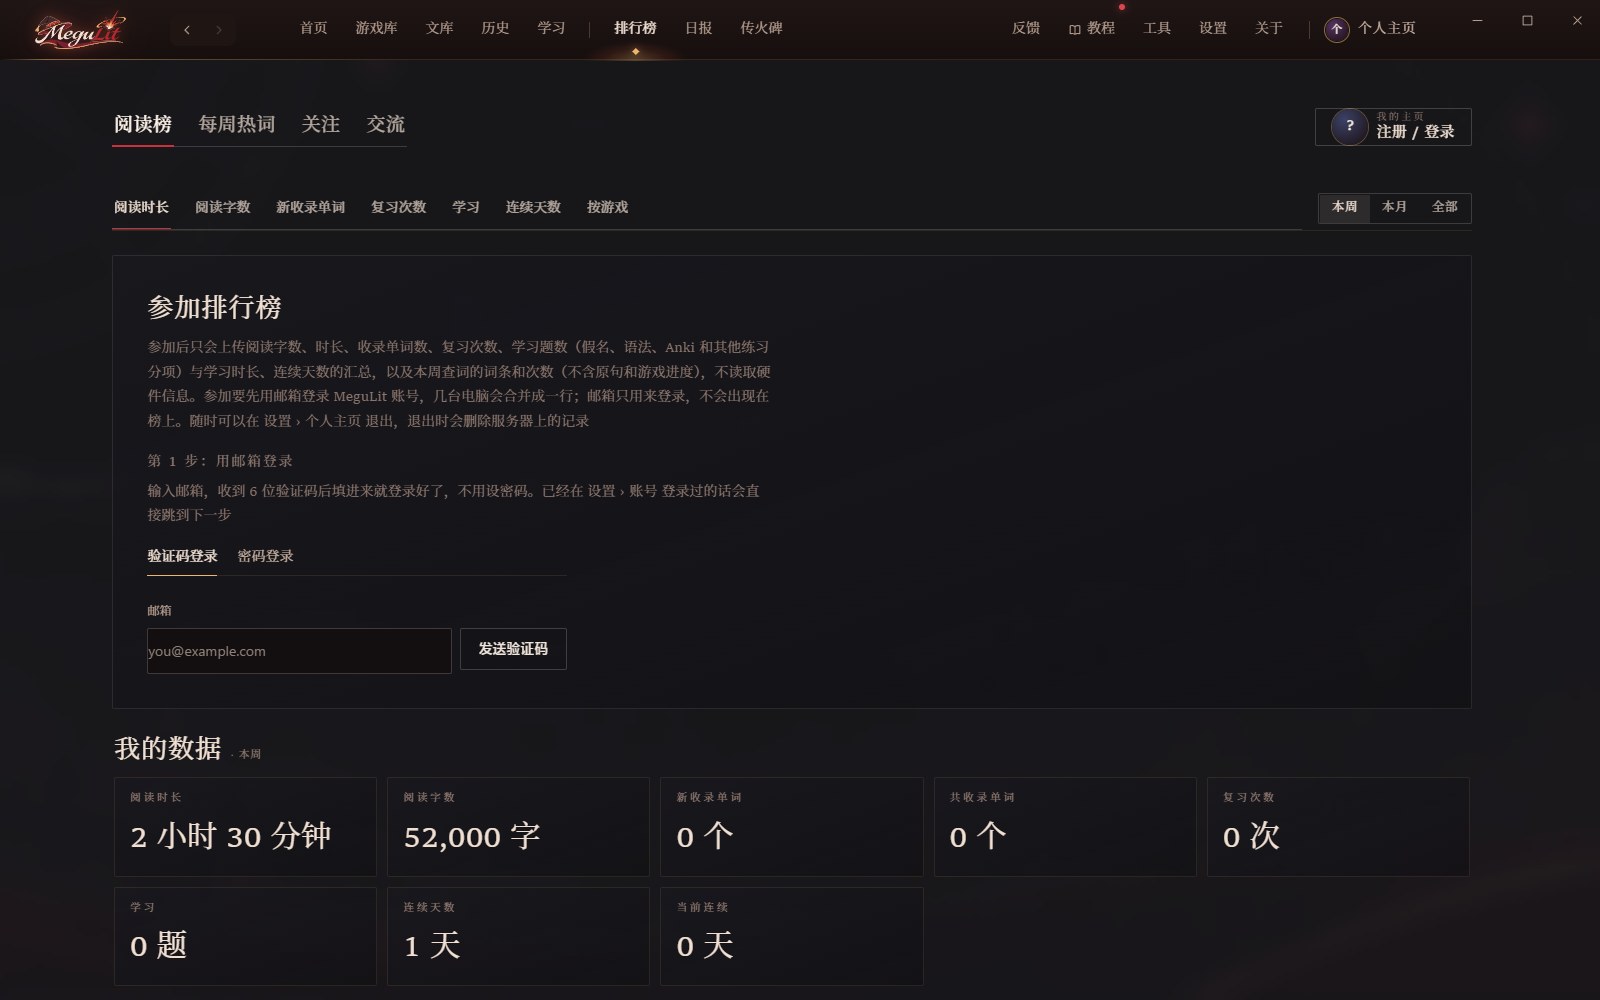 MeguLit
首页 游戏库 文库 历史 学习 排行榜 日报 传火碑 反馈 教程 工具 设置 关于 个 个人主页
阅读榜 每周热词 关注 交流
? 我的主页
注册 / 登录
阅读时长 阅读字数 新收录单词 复习次数 学习 连续天数 按游戏 本周 本月 全部
参加排行榜
参加后只会上传阅读字数、时长、收录单词数、复习次数、学习题数（假名、语法、Anki 和其他练习
分项）与学习时长、连续天数的汇总，以及本周查词的词条和次数（不含原句和游戏进度），不读取硬
件信息。参加要先用邮箱登录 MeguLit 账号，几台电脑会合并成一行；邮箱只用来登录，不会出现在
榜上。随时可以在 设置 › 个人主页 退出，退出时会删除服务器上的记录
第 1 步：用邮箱登录
输入邮箱，收到 6 位验证码后填进来就登录好了，不用设密码。已经在 设置 › 账号 登录过的话会直
接跳到下一步
验证码登录 密码登录
邮箱
you@example.com 发送验证码
我的数据 · 本周
阅读时长 阅读字数 新收录单词 共收录单词 复习次数
2 小时 30 分钟 52,000 字 0 个 0 个 0 次
学习 连续天数 当前连续
0 题 1 天 0 天